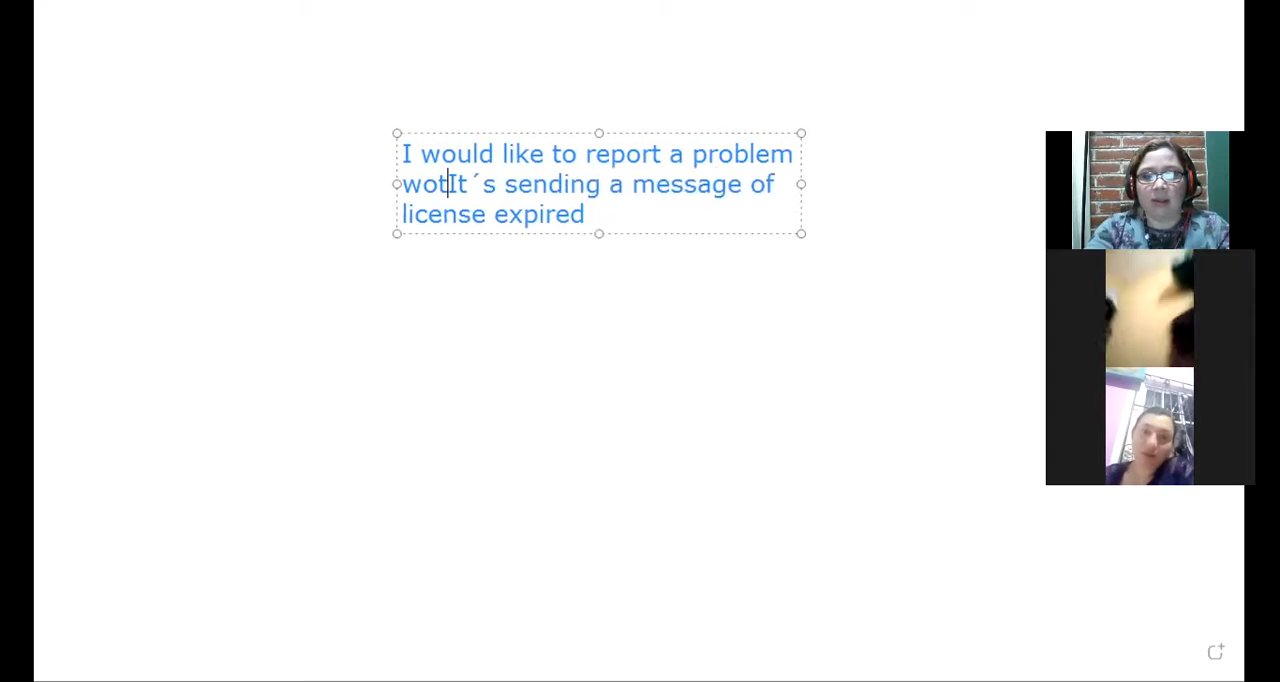 I would like to report a problem
wotIt´s sending a message of
license expired